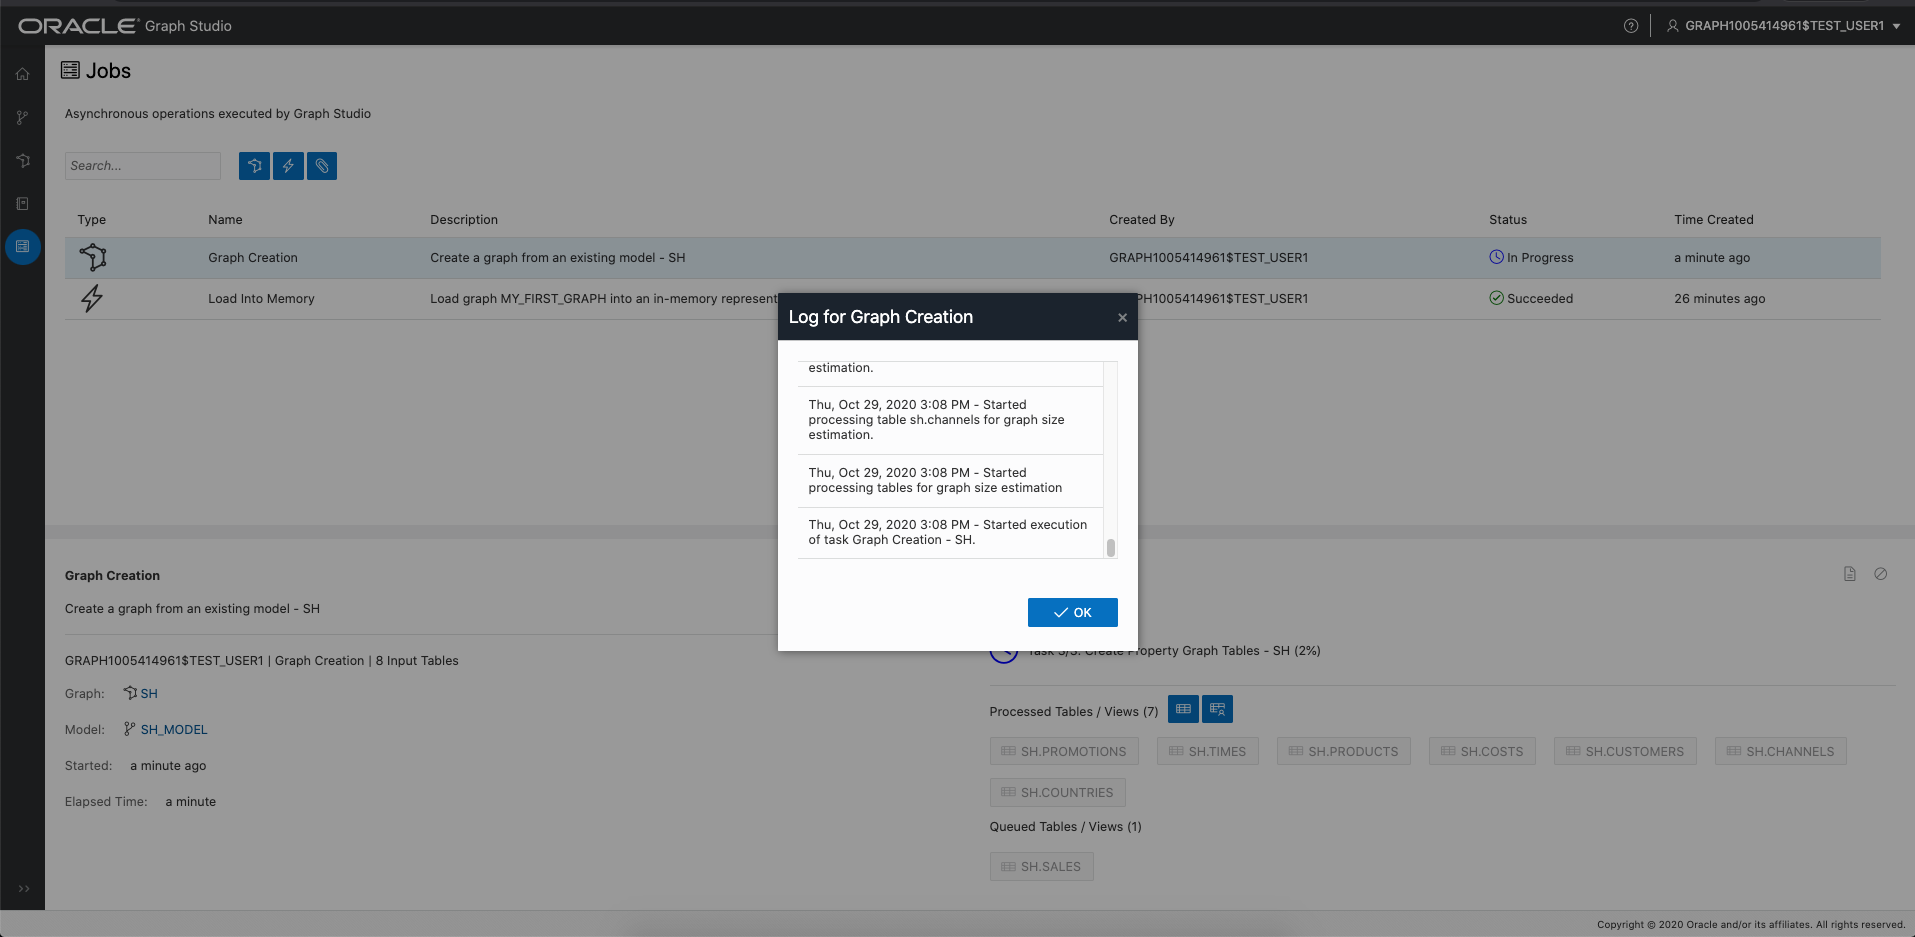 ORACLE Graph Studio
GRAPH1005414961$TEST_USER1
Jobs
Asynchronous operations executed by Graph Studio
Search...
Type Name Description Created By Status Time Created
Graph Creation Create a graph from an existing model - SH GRAPH1005414961$TEST_USER1 In Progress a minute ago
Load Into Memory Load graph MY_FIRST_GRAPH into an in-memory represent PH1005414961$TEST_USER1 Succeeded 26 minutes ago
Log for Graph Creation
estimation.
Thu, Oct 29, 2020 3:08 PM - Started
processing table sh.channels for graph size
estimation.
Thu, Oct 29, 2020 3:08 PM - Started
processing tables for graph size estimation
Thu, Oct 29, 2020 3:08 PM - Started execution
of task Graph Creation - SH.
OK
Graph Creation
Create a graph from an existing model - SH
GRAPH1005414961$TEST_USER1 | Graph Creation | 8 Input Tables
Graph: SH
Model: SH_MODEL
Started: a minute ago
Elapsed Time: a minute
Create Property Graph Tables - SH (2%)
Processed Tables / Views (7)
SH.PROMOTIONS SH.TIMES SH.PRODUCTS SH.COSTS SH.CUSTOMERS SH.CHANNELS
SH.COUNTRIES
Queued Tables / Views (1)
SH.SALES
Copyright © 2020 Oracle and/or its affiliates. All rights reserved.